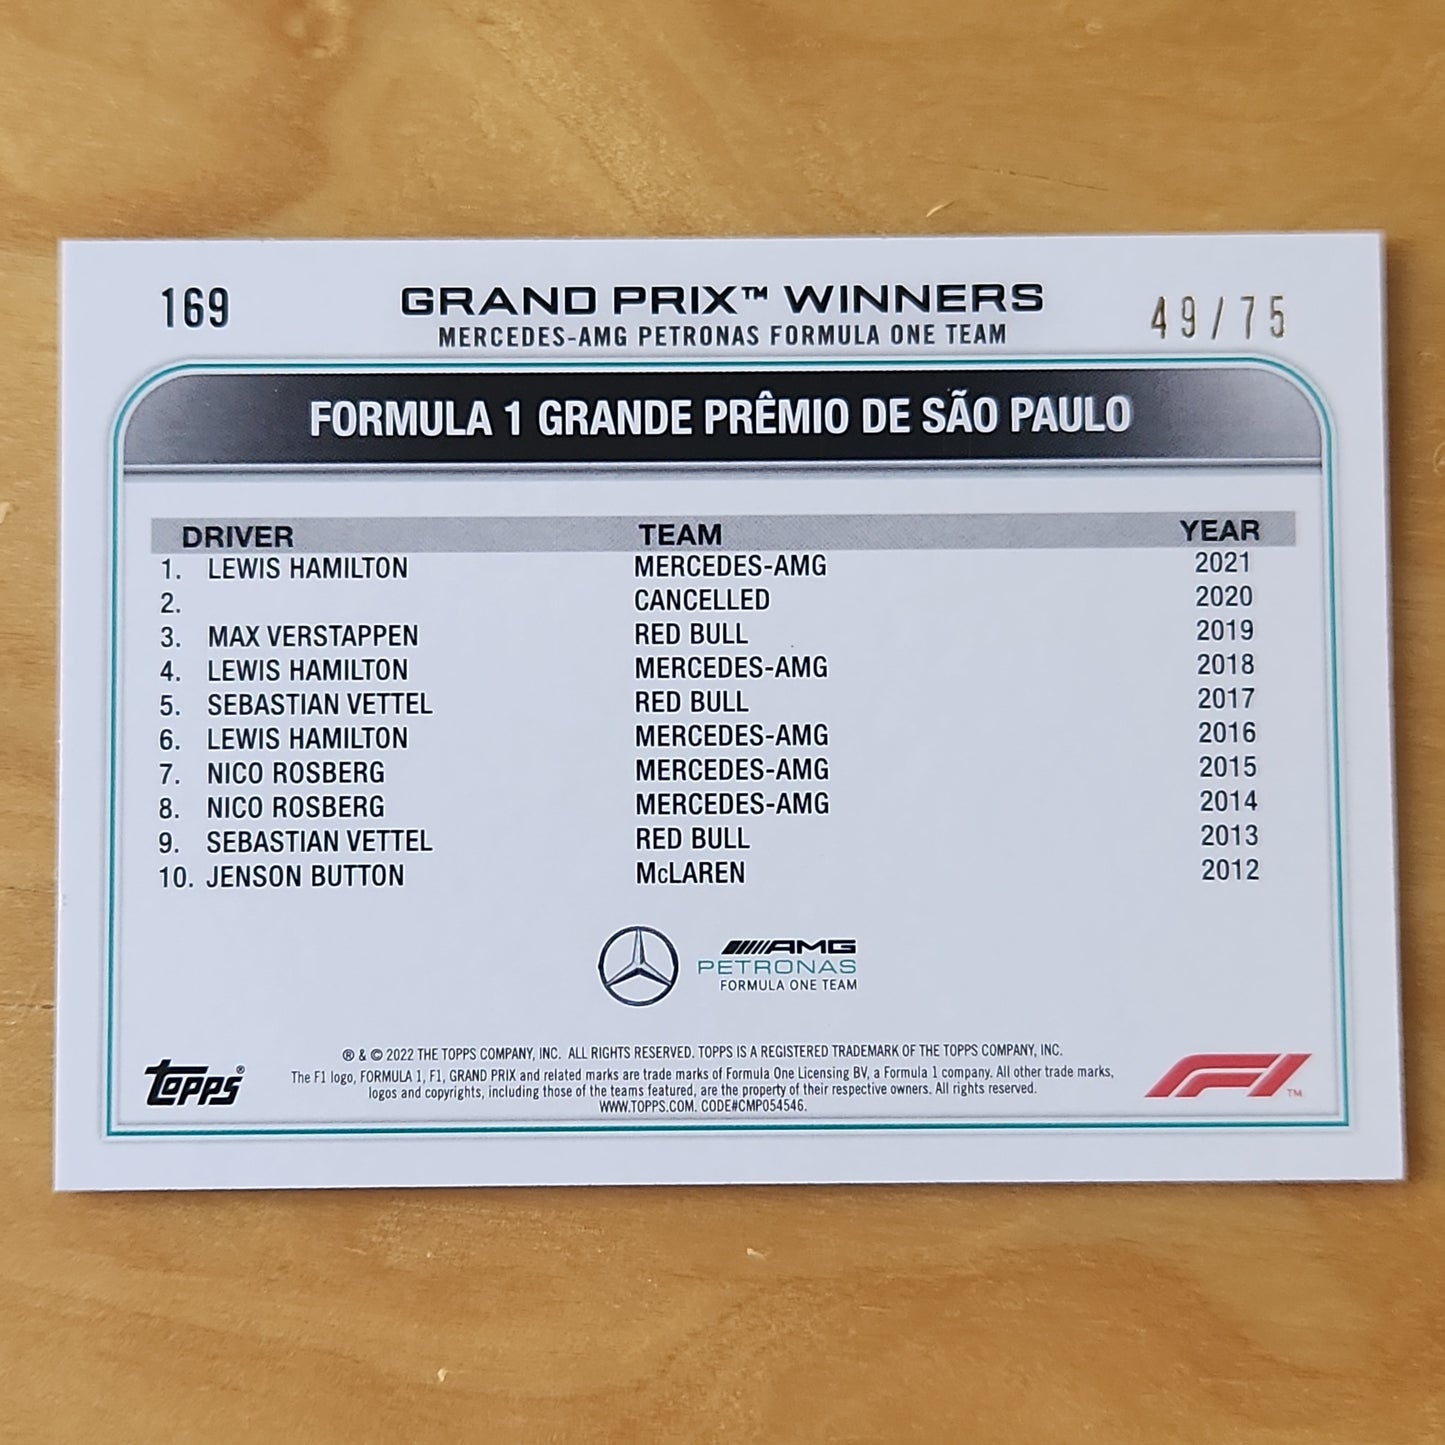 169
GRAND PRIX™ WINNERS
49/75
MERCEDES-AMG PETRONAS FORMULA ONE TEAM
FORMULA 1 GRANDE PRÊMIO DE SÃO PAULO
DRIVER TEAM YEAR
1. LEWIS HAMILTON MERCEDES-AMG 2021
2. CANCELLED 2020
3. MAX VERSTAPPEN RED BULL 2019
4. LEWIS HAMILTON MERCEDES-AMG 2018
5. SEBASTIAN VETTEL RED BULL 2017
6. LEWIS HAMILTON MERCEDES-AMG 2016
7. NICO ROSBERG MERCEDES-AMG 2015
8. NICO ROSBERG MERCEDES-AMG 2014
9. SEBASTIAN VETTEL RED BULL 2013
10. JENSON BUTTON McLAREN 2012
AMG
PETRONAS
FORMULA ONE TEAM
® & © 2022 THE TOPPS COMPANY, INC. ALL RIGHTS RESERVED. TOPPS IS A REGISTERED TRADEMARK OF THE TOPPS COMPANY, INC.
The F1 logo, FORMULA 1, F1, GRAND PRIX and related marks are trade marks of Formula One Licensing BV, a Formula 1 company. All other trade marks,
logos and copyrights, including those of the teams featured, are the property of their respective owners. All rights reserved.
WWW.TOPPS.COM. CODE#CMP054546.
Topps®
F1™